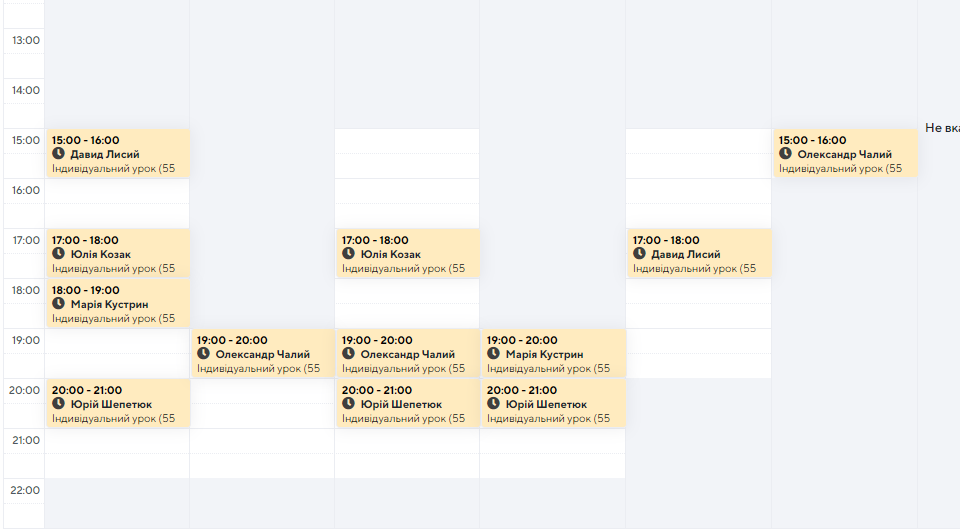 13:00
14:00
15:00
15:00 - 16:00
Давид Лисий
Індивідуальний урок (55
15:00 - 16:00
Олександр Чалий
Індивідуальний урок (55
Не вка
16:00
17:00
17:00 - 18:00
Юлія Козак
Індивідуальний урок (55
17:00 - 18:00
Юлія Козак
Індивідуальний урок (55
17:00 - 18:00
Давид Лисий
Індивідуальний урок (55
18:00
18:00 - 19:00
Марія Кустрин
Індивідуальний урок (55
19:00
19:00 - 20:00
Олександр Чалий
Індивідуальний урок (55
19:00 - 20:00
Олександр Чалий
Індивідуальний урок (55
19:00 - 20:00
Марія Кустрин
Індивідуальний урок (55
20:00
20:00 - 21:00
Юрій Шепетюк
Індивідуальний урок (55
20:00 - 21:00
Юрій Шепетюк
Індивідуальний урок (55
20:00 - 21:00
Юрій Шепетюк
Індивідуальний урок (55
21:00
22:00